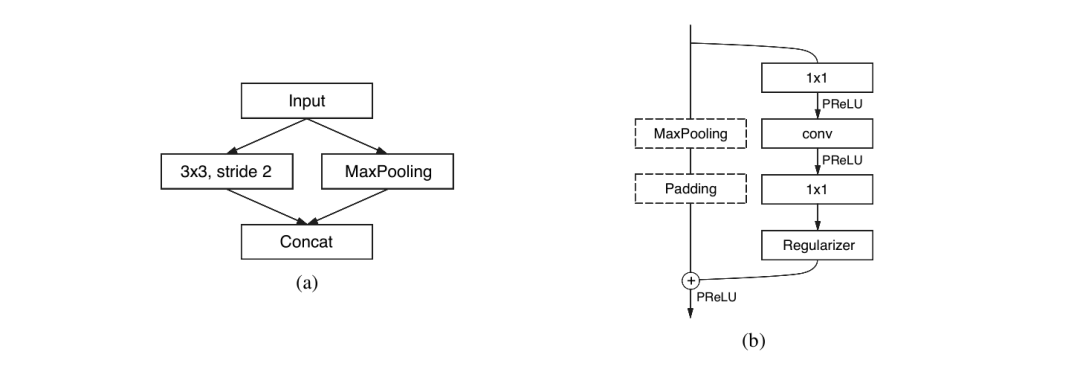 Input
3x3, stride 2
MaxPooling
Concat
(a)
1x1
PReLU
MaxPooling
conv
PReLU
Padding
1x1
Regularizer
+
PReLU
(b)